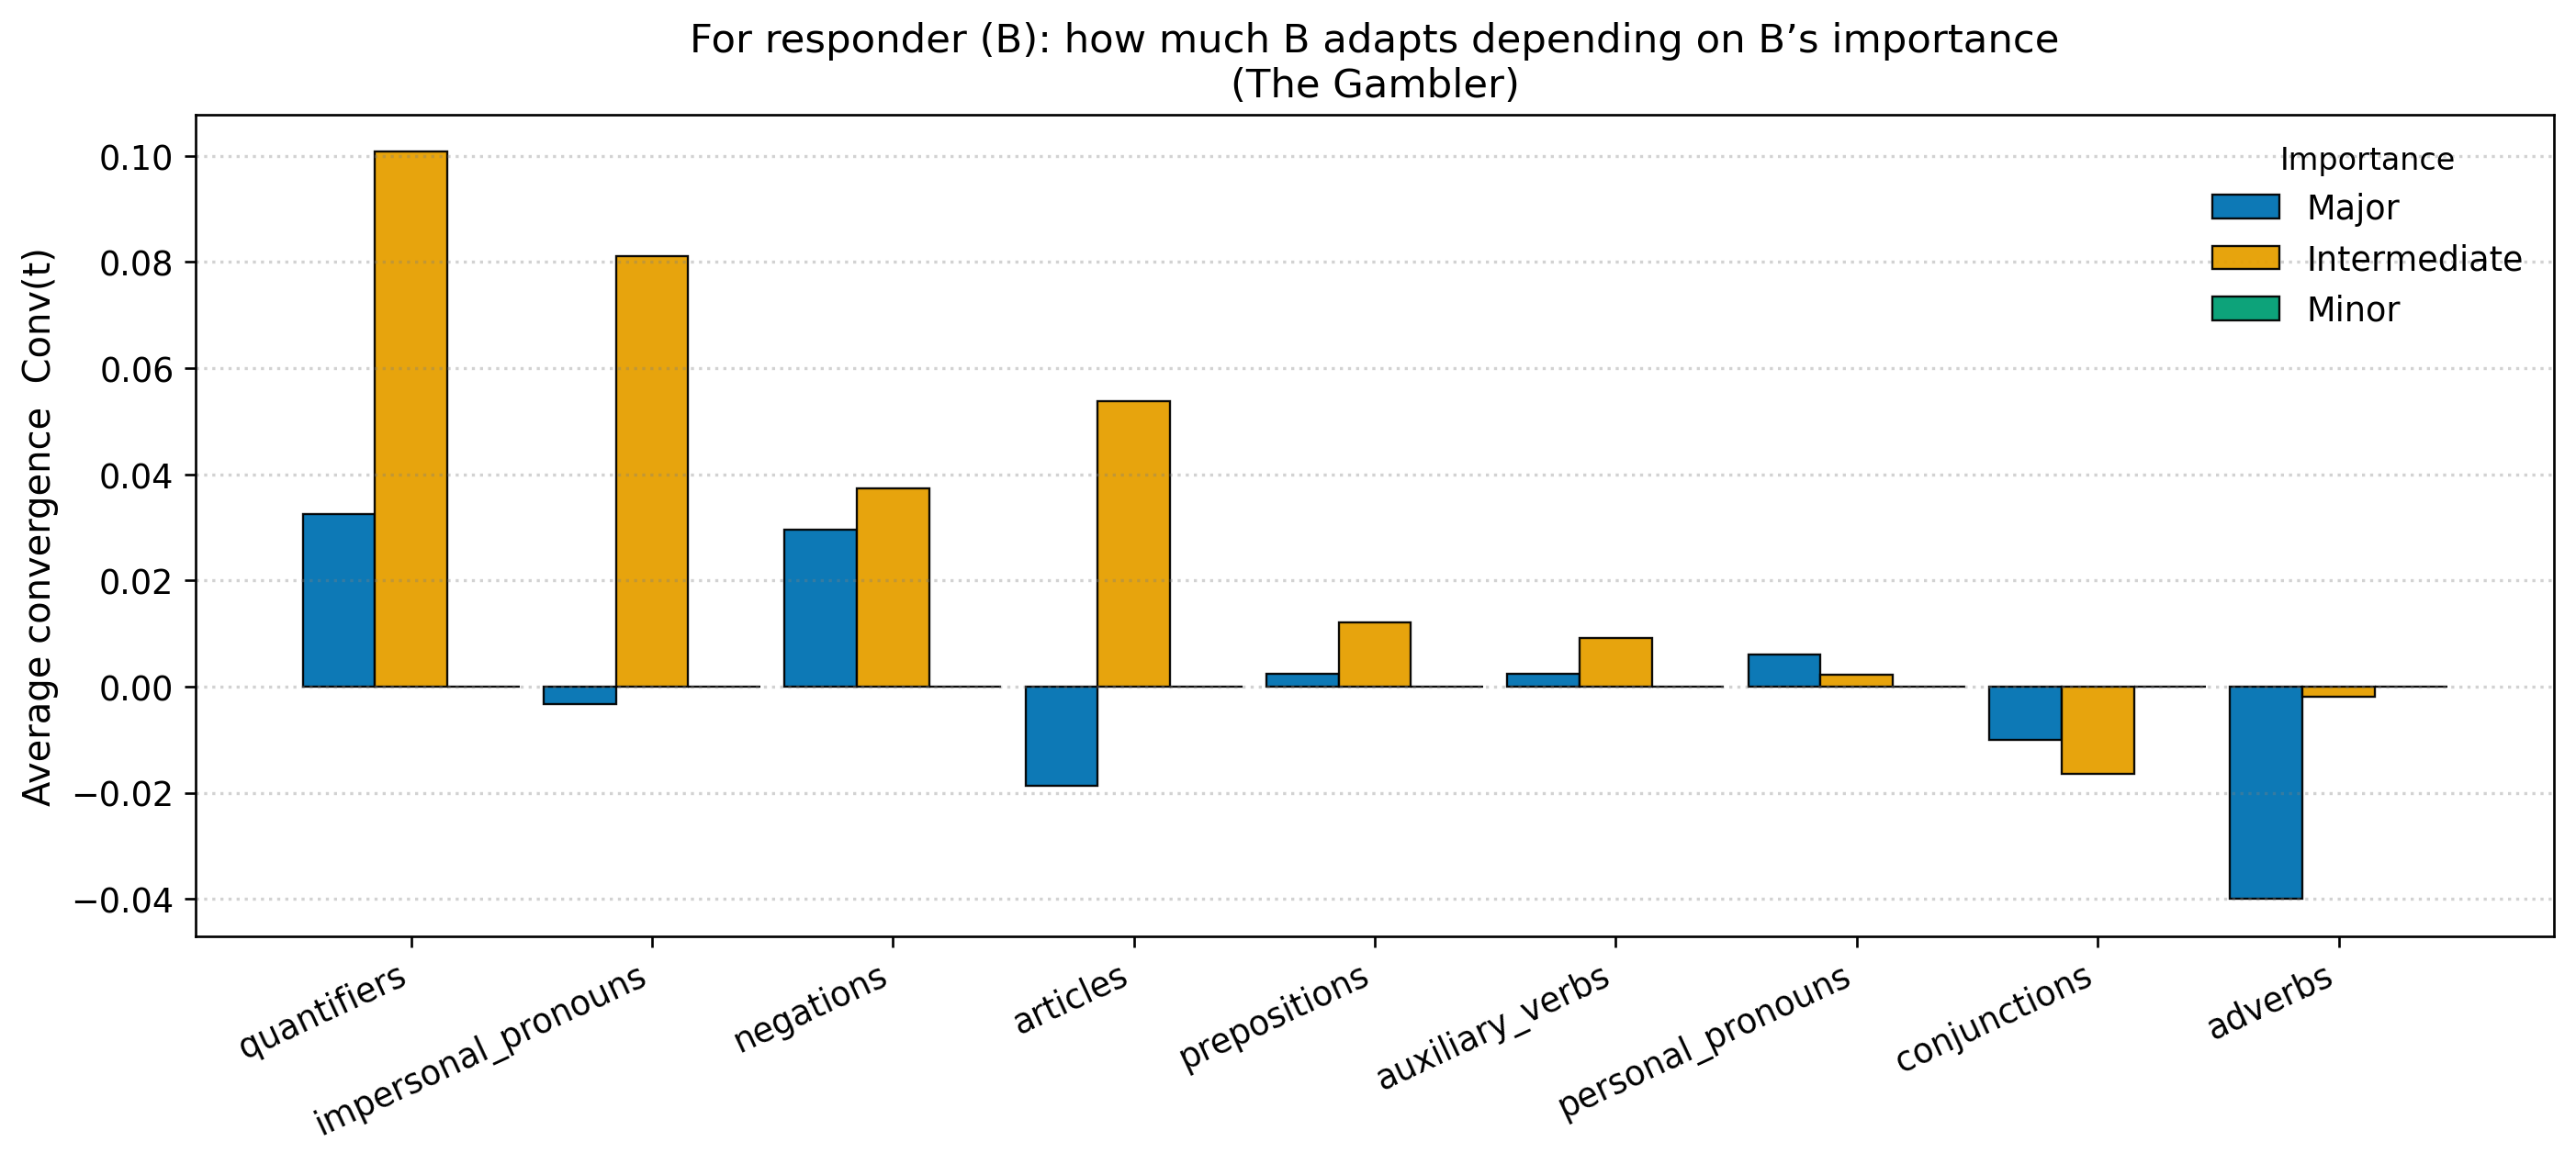 For responder (B): how much B adapts depending on B’s importance
(The Gambler)
Average convergence  Conv(t)
0.10
0.08
0.06
0.04
0.02
0.00
−0.02
−0.04
Importance
Major
Intermediate
Minor
quantifiers
impersonal_pronouns
negations
articles
prepositions
auxiliary_verbs
personal_pronouns
conjunctions
adverbs